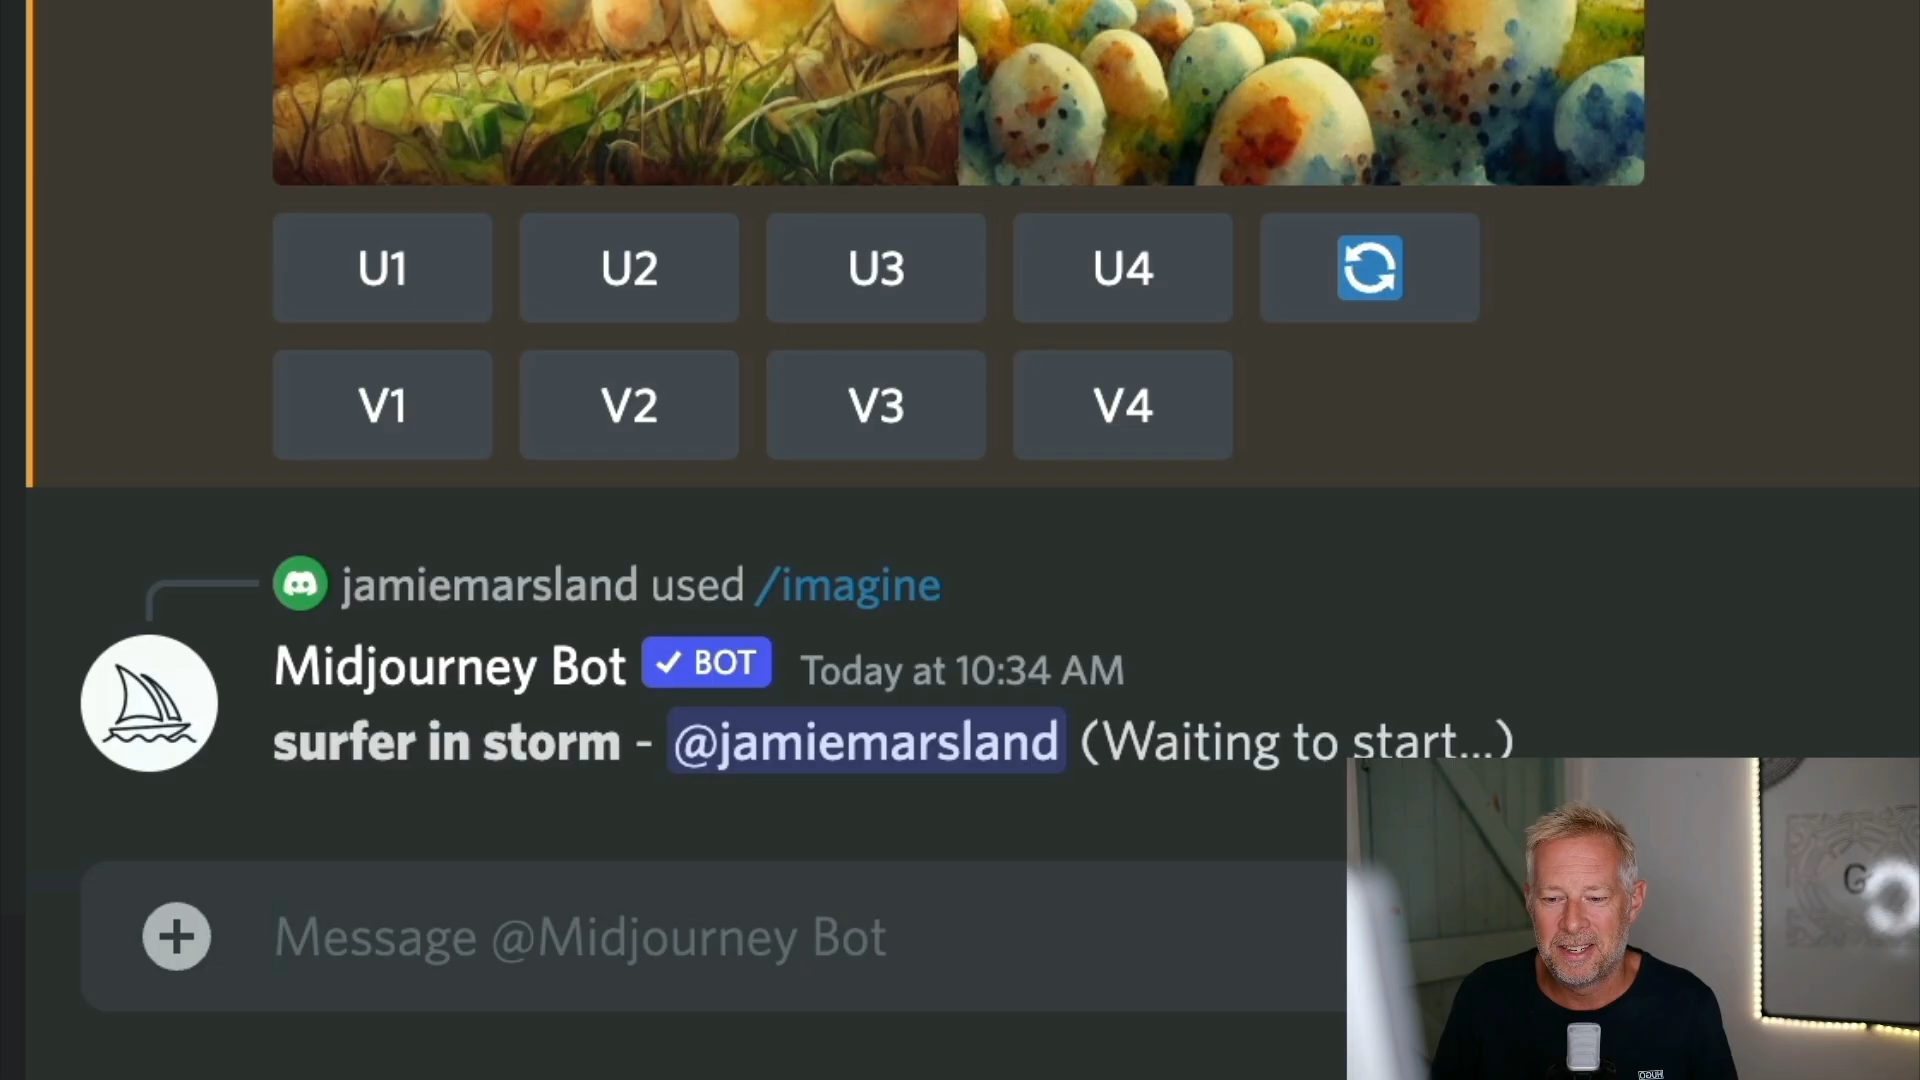 U1 U2 U3 U4
V1 V2 V3 V4
jamiemarsland used /imagine
Midjourney Bot ✓ BOT Today at 10:34 AM
surfer in storm - @jamiemarsland (Waiting to start...)
Message @Midjourney Bot